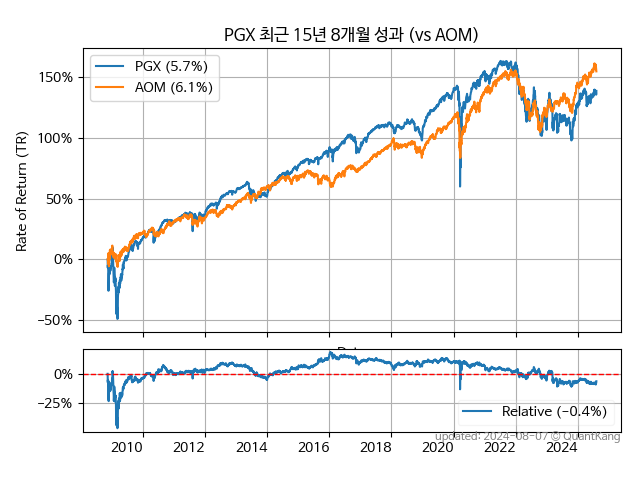 PGX 최근 15년 8개월 성과 (vs AOM)
PGX (5.7%)
AOM (6.1%)
Rate of Return (TR)
150%
100%
50%
0%
−50%
0%
−25%
Relative (−0.4%)
2010 2012 2014 2016 2018 2020 2022 2024
updated: 2024-08-07 © QuantKang